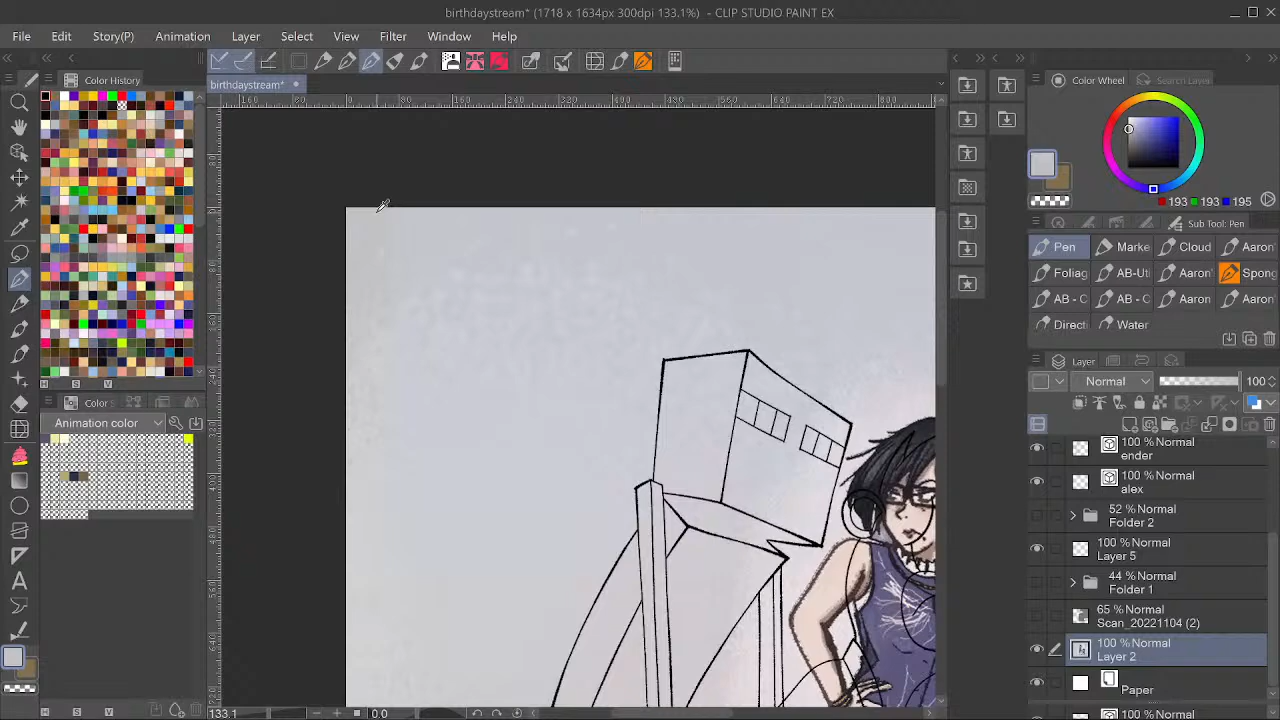 birthdaystream* (1718 x 1634px 300dpi 133.1%) - CLIP STUDIO PAINT EX
File Edit Story(P) Animation Layer Select View Filter Window Help
Color History
birthdaystream*
Color Wheel
Search Layer
193 193 195
Sub Tool: Pen
Pen Marke Cloud Aaron
Foliag AB-Ut Aaron' Spong
AB - C AB - C Aaron Aaron
Directi Water
Layer
Normal 100
100 % Normal
ender
100 % Normal
alex
52 % Normal
Folder 2
100 % Normal
Layer 5
44 % Normal
Folder 1
65 % Normal
Scan_20221104 (2)
100 % Normal
Layer 2
Paper
H S V
Color S
Animation color
H S V
133.1 0.0